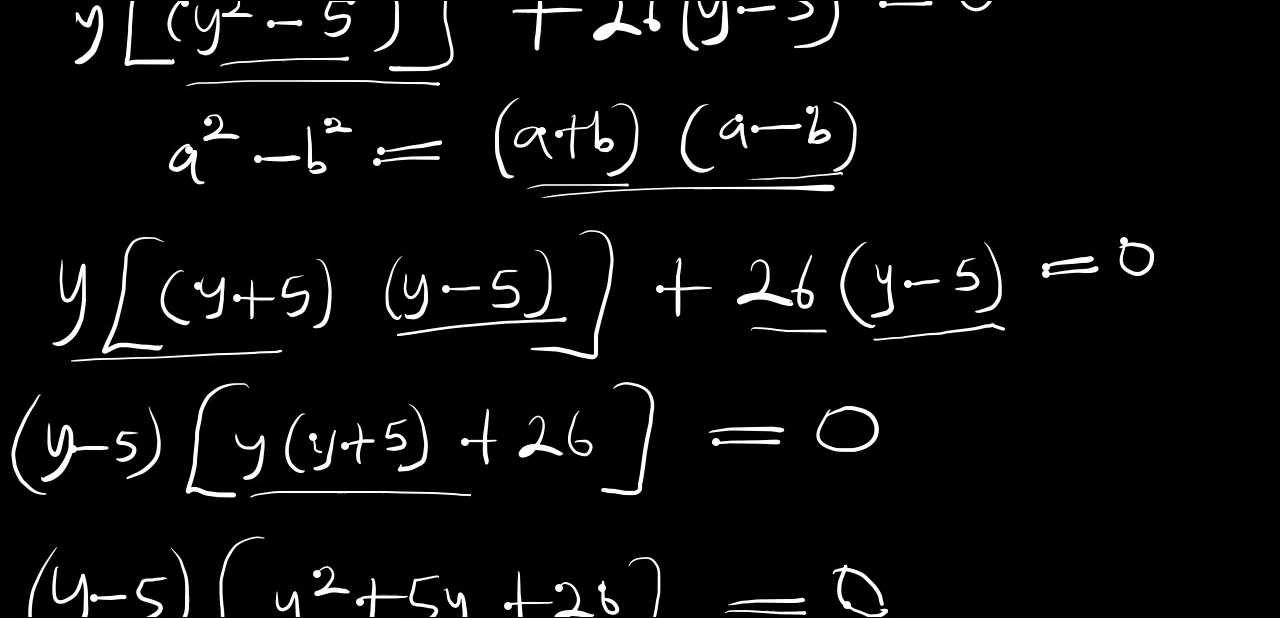 y[(y² - 5²)] + 26(y-5) = 0
a² - b² = (a+b) (a-b)
y[(y+5) (y-5)] + 26(y-5) = 0
(y-5)[y(y+5) + 26] = 0
(y-5)[y² + 5y + 26] = 0